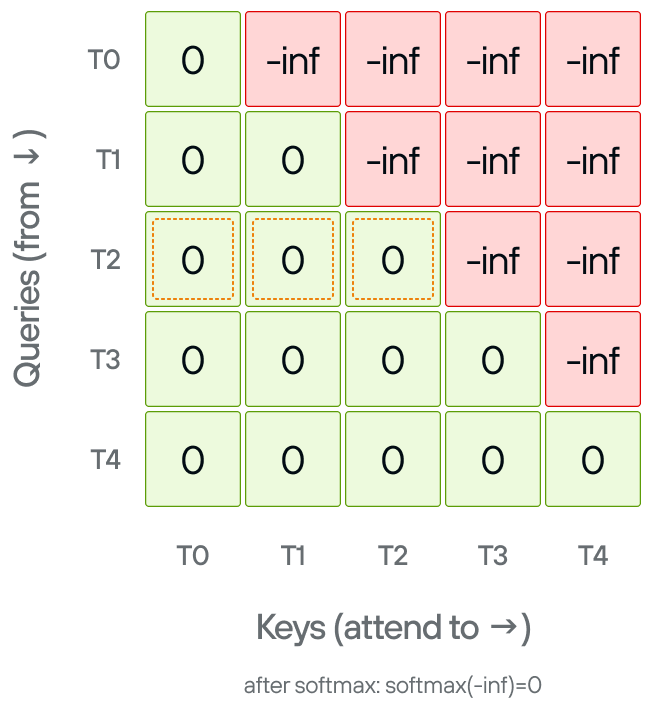 Queries (from ↓)
T0 0 -inf -inf -inf -inf
T1 0 0 -inf -inf -inf
T2 0 0 0 -inf -inf
T3 0 0 0 0 -inf
T4 0 0 0 0 0
T0 T1 T2 T3 T4
Keys (attend to →)
after softmax: softmax(-inf)=0